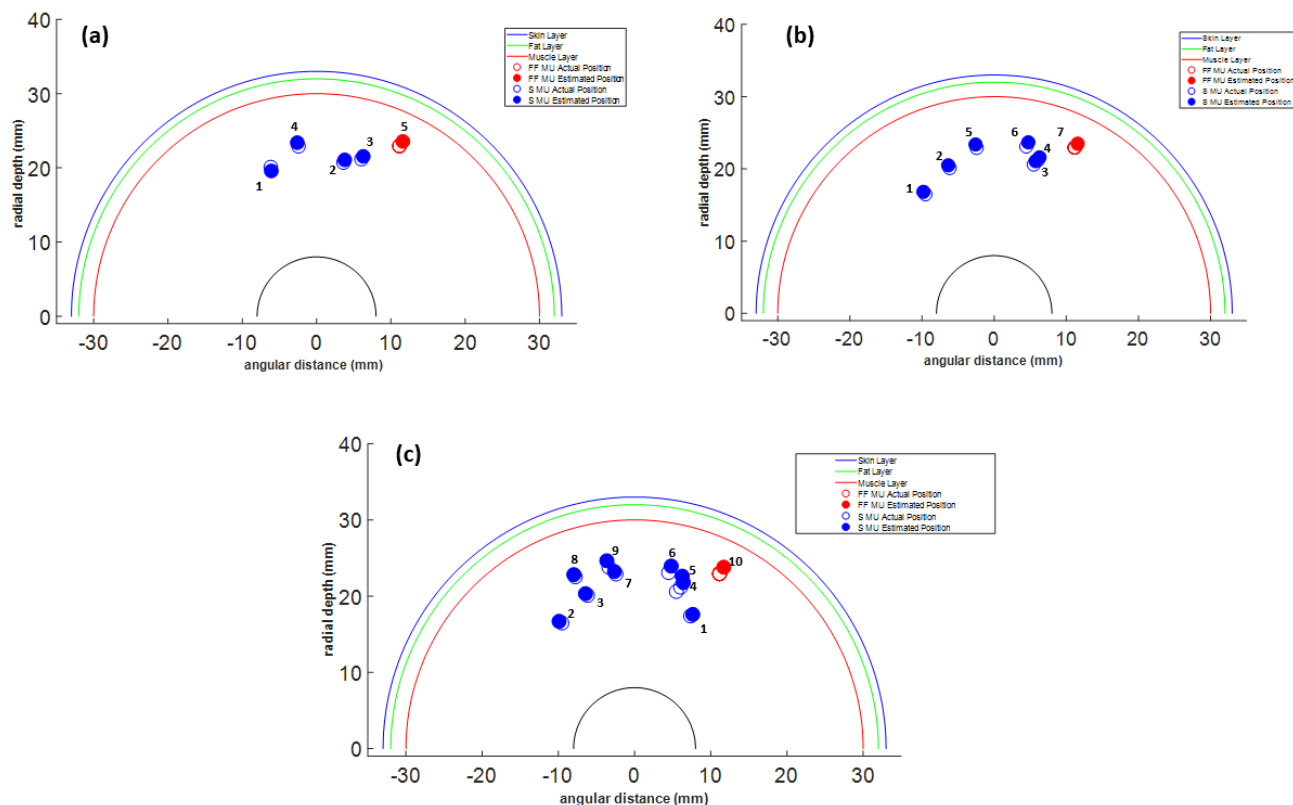 (a)
40
30
20
10
0
radial depth (mm)
-30 -20 -10 0 10 20 30
angular distance (mm)
Skin Layer
Fat Layer
Muscle Layer
FF MU Actual Position
FF MU Estimated Position
S MU Actual Position
S MU Estimated Position
4
5
3
2
1
(b)
40
30
20
10
0
radial depth (mm)
-30 -20 -10 0 10 20 30
angular distance (mm)
Skin Layer
Fat Layer
Muscle Layer
FF MU Actual Position
FF MU Estimated Position
S MU Actual Position
S MU Estimated Position
5
6
7
4
2
3
1
(c)
40
30
20
10
0
radial depth (mm)
-30 -20 -10 0 10 20 30
angular distance (mm)
Skin Layer
Fat Layer
Muscle Layer
FF MU Actual Position
FF MU Estimated Position
S MU Actual Position
S MU Estimated Position
9
6
10
8
5
7
4
3
2
1